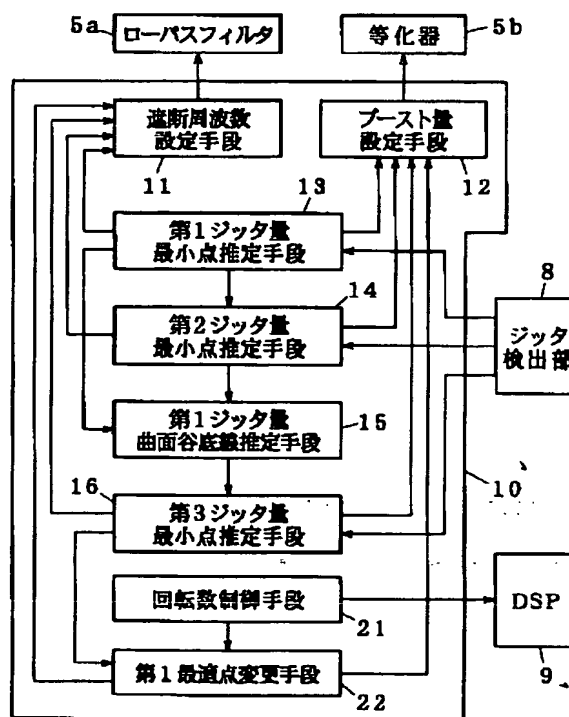 5a
ローパスフィルタ
等化器
5b
遮断周波数
設定手段
11
ブースト量
設定手段
12
13
第1ジッタ量
最小点推定手段
14
第2ジッタ量
最小点推定手段
8
ジッタ
検出部
第1ジッタ量
曲面谷底線推定手段
15
16
第3ジッタ量
最小点推定手段
10
回転数制御手段
21
DSP
9
第1最適点変更手段
22